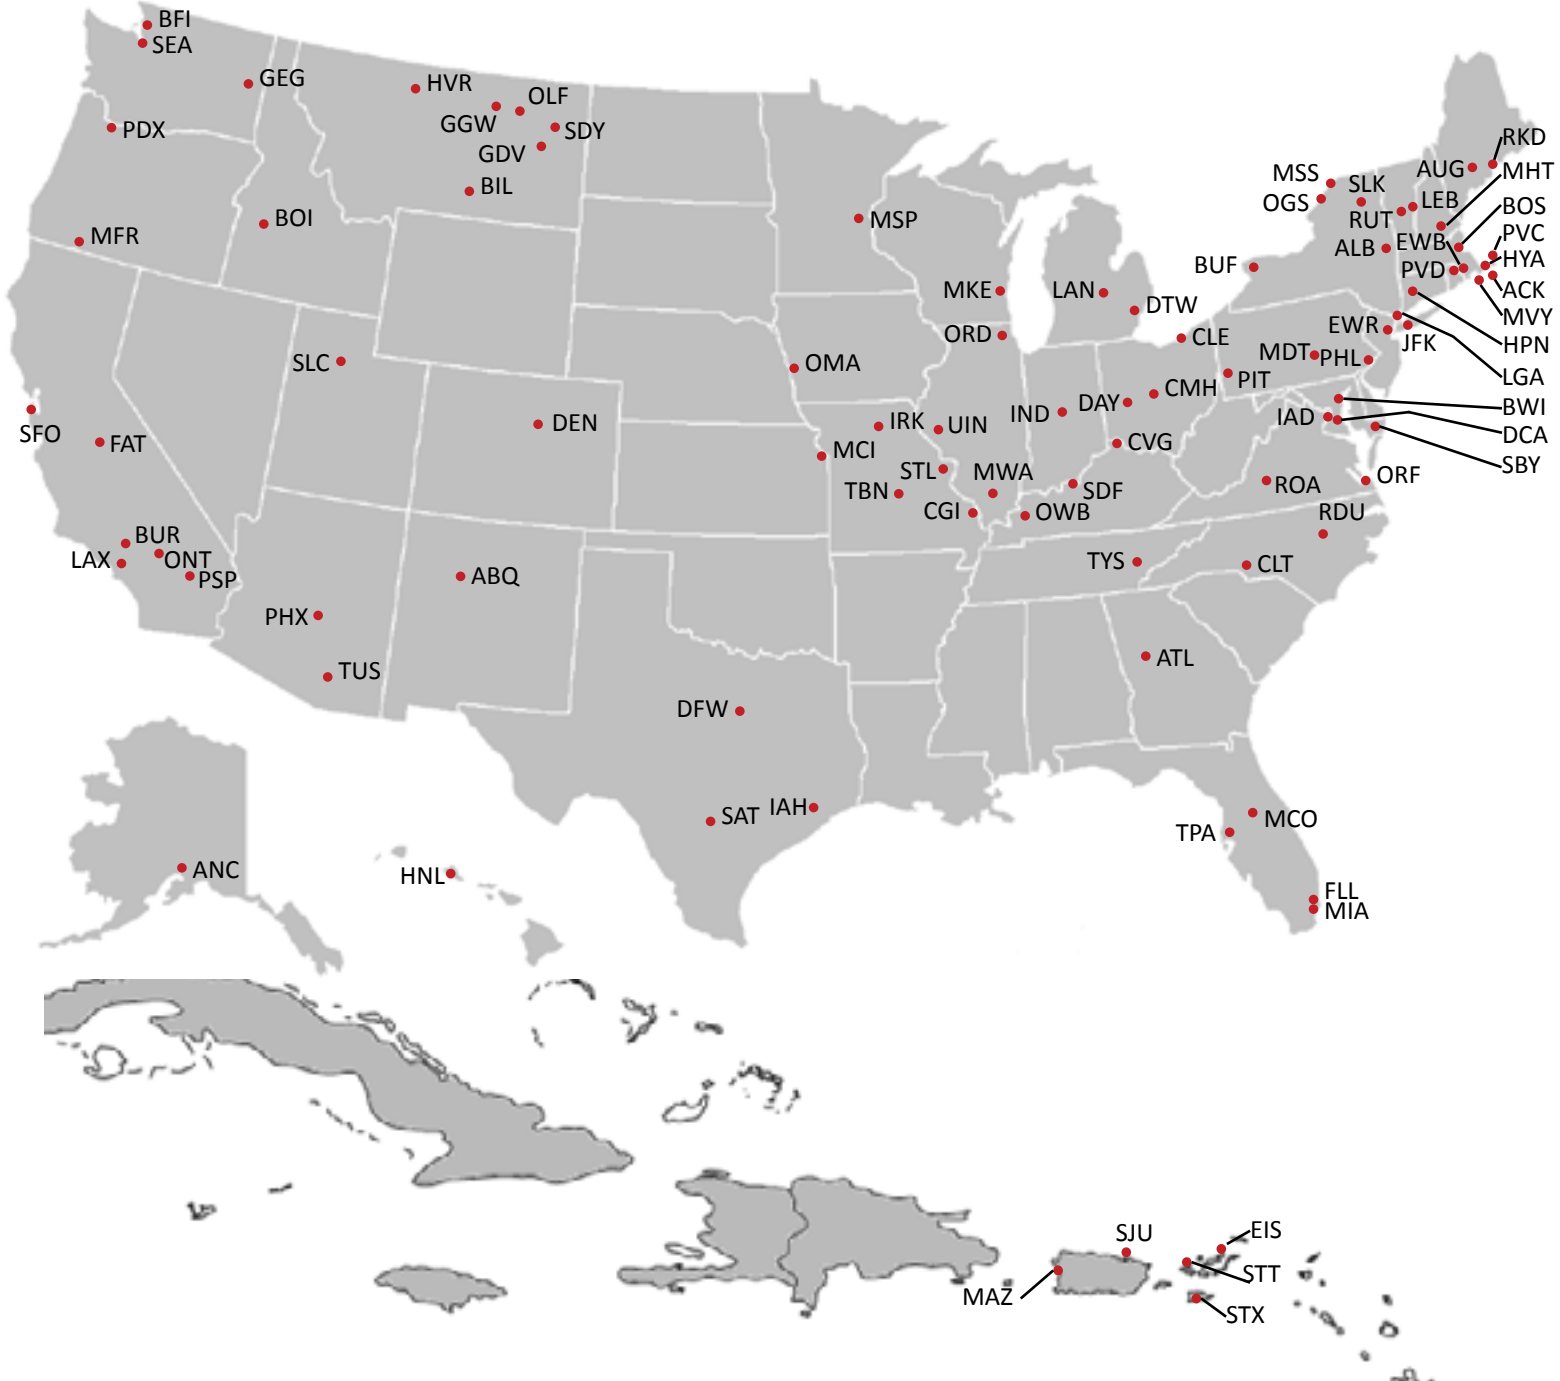 BFI
SEA
GEG
HVR
OLF
GGW
SDY
PDX
GDV
BIL
BOI
MFR
MSP
RKD
AUG
MHT
MSS
SLK
OGS
LEB
BOS
RUT
PVC
ALB
EWB
HYA
BUF
PVD
ACK
MKE
LAN
DTW
MVY
ORD
CLE
EWR
JFK
HPN
SLC
OMA
MDT
PHL
PIT
LGA
DEN
IRK
UIN
IND
DAY
CMH
IAD
BWI
SFO
FAT
MCI
CVG
DCA
STL
MWA
SBY
TBN
SDF
ROA
ORF
CGI
OWB
RDU
BUR
LAX
ONT
PSP
ABQ
TYS
CLT
PHX
TUS
ATL
DFW
SAT
IAH
MCO
TPA
ANC
HNL
FLL
MIA
SJU
EIS
STT
MAZ
STX